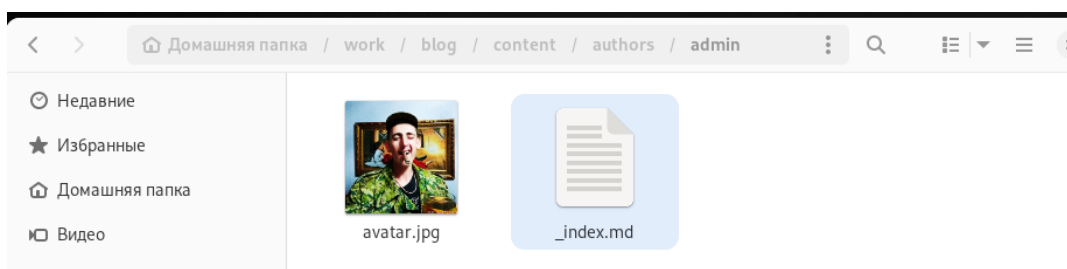 Домашняя папка / work / blog / content / authors / admin
Недавние
Избранные
Домашняя папка
Видео
avatar.jpg
_index.md